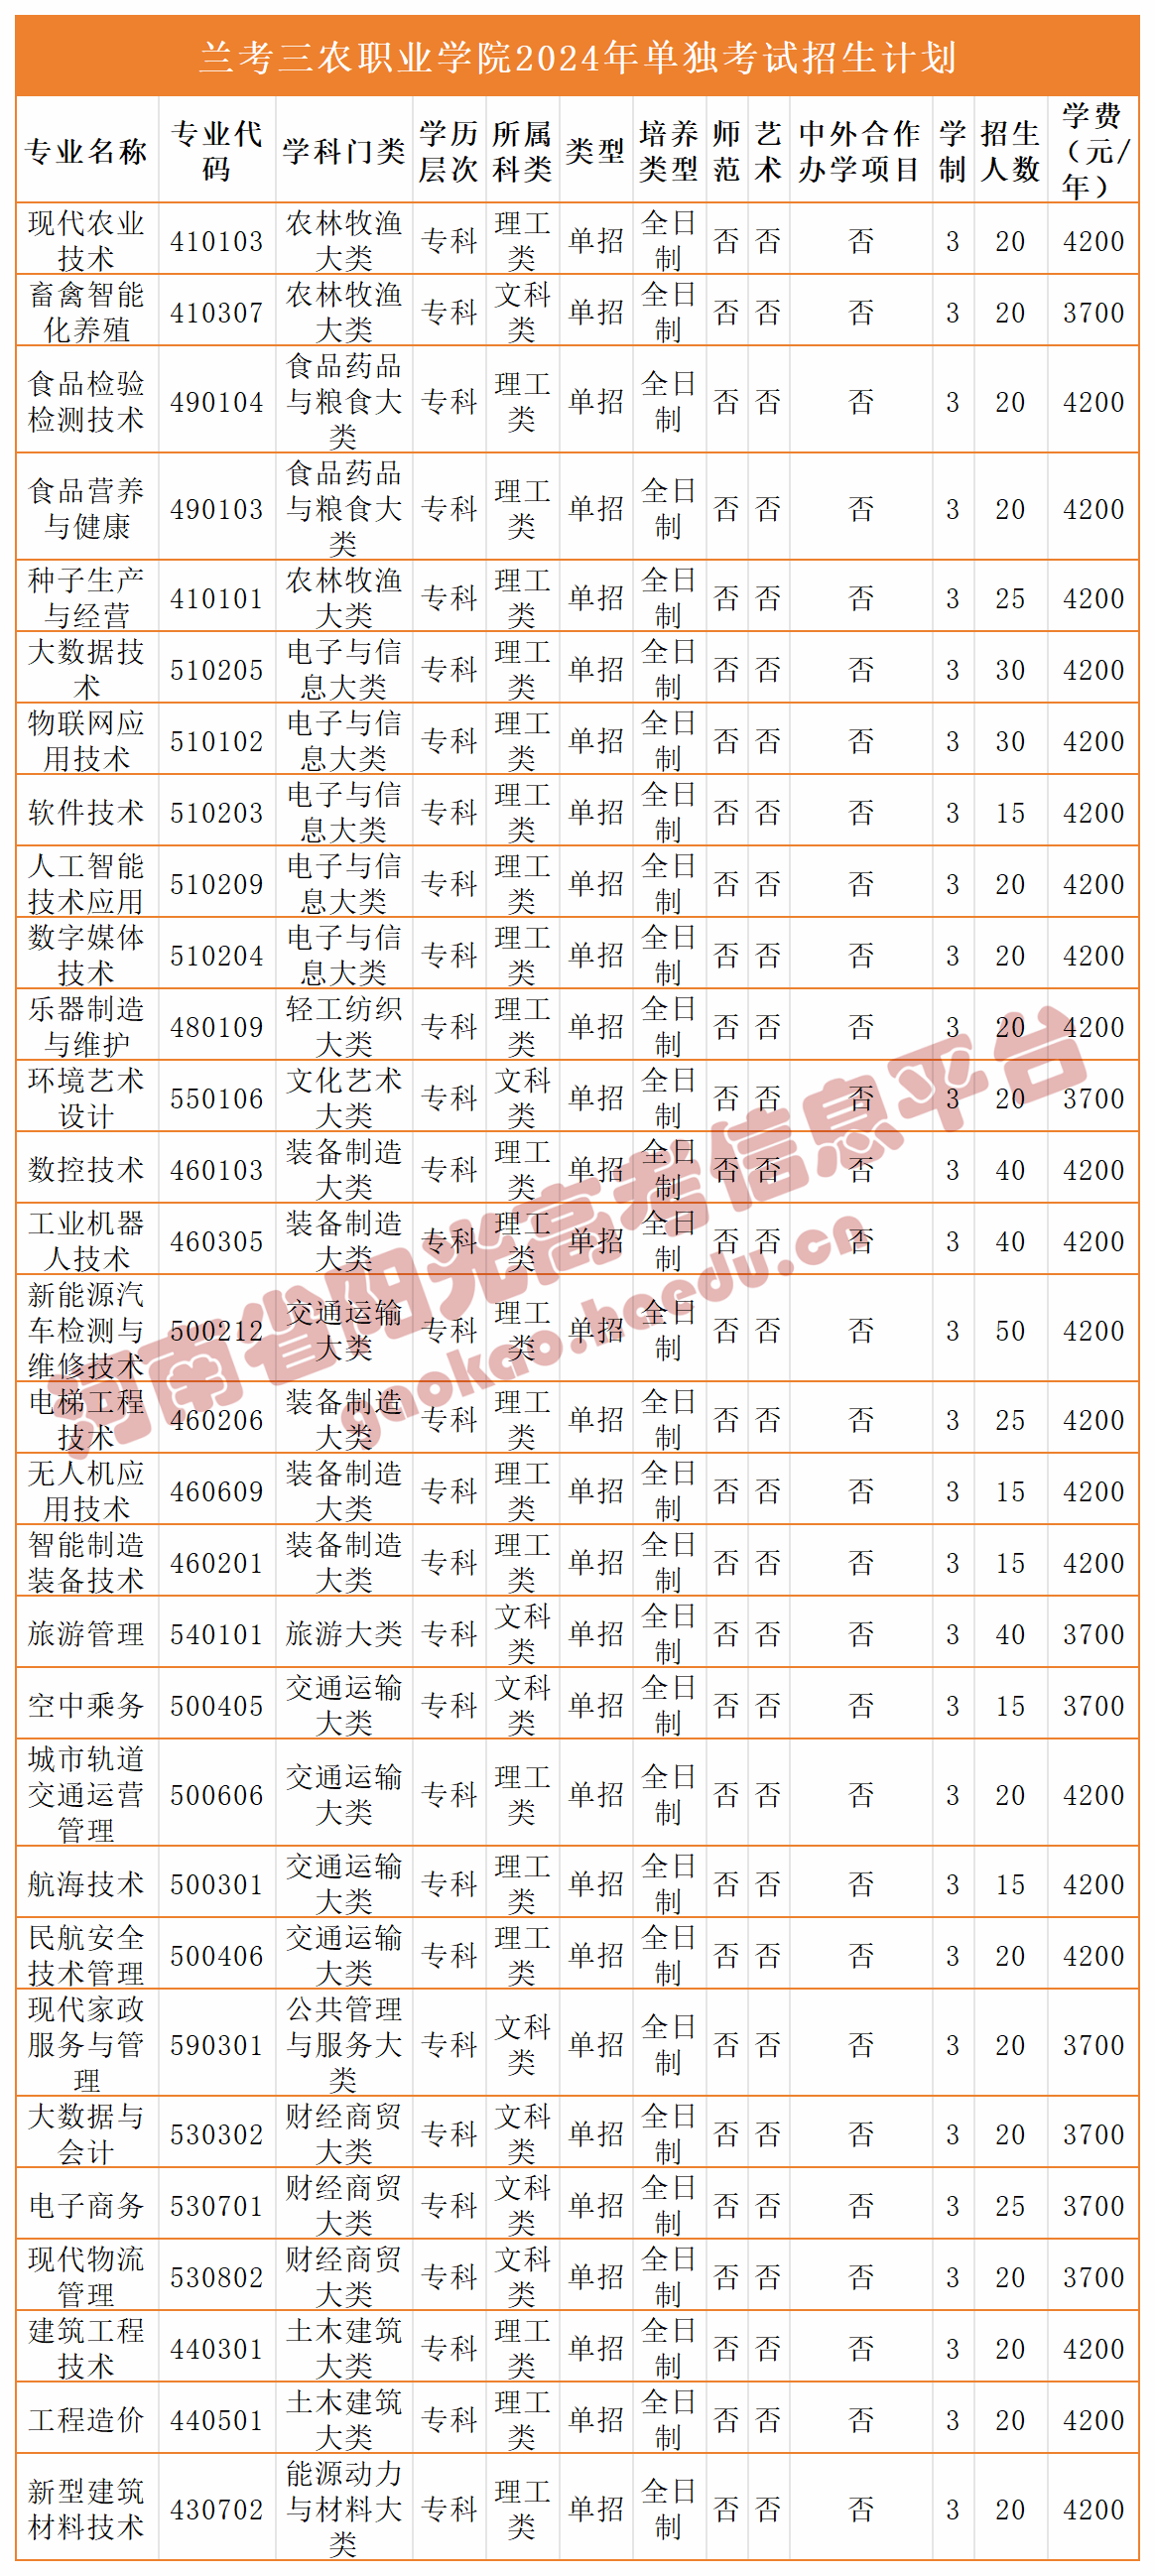 兰考三农职业学院2024年单独考试招生计划
专业名称 专业代码 学科门类 学历层次 所属科类 类型 培养类型 师范 艺术 中外合作办学项目 学制 招生人数 学费（元/年）
现代农业技术 410103 农林牧渔大类 专科 理工类 单招 全日制 否 否 否 3 20 4200
畜禽智能化养殖 410307 农林牧渔大类 专科 文科类 单招 全日制 否 否 否 3 20 3700
食品检验检测技术 490104 食品药品与粮食大类 专科 理工类 单招 全日制 否 否 否 3 20 4200
食品营养与健康 490103 食品药品与粮食大类 专科 理工类 单招 全日制 否 否 否 3 20 4200
种子生产与经营 410101 农林牧渔大类 专科 理工类 单招 全日制 否 否 否 3 25 4200
大数据技术 510205 电子与信息大类 专科 理工类 单招 全日制 否 否 否 3 30 4200
物联网应用技术 510102 电子与信息大类 专科 理工类 单招 全日制 否 否 否 3 30 4200
软件技术 510203 电子与信息大类 专科 理工类 单招 全日制 否 否 否 3 15 4200
人工智能技术应用 510209 电子与信息大类 专科 理工类 单招 全日制 否 否 否 3 20 4200
数字媒体技术 510204 电子与信息大类 专科 理工类 单招 全日制 否 否 否 3 20 4200
乐器制造与维护 480109 轻工纺织大类 专科 理工类 单招 全日制 否 否 否 3 20 4200
环境艺术设计 550106 文化艺术大类 专科 文科类 单招 全日制 否 否 否 3 20 3700
数控技术 460103 装备制造大类 专科 理工类 单招 全日制 否 否 否 3 40 4200
工业机器人技术 460305 装备制造大类 专科 理工类 单招 全日制 否 否 否 3 40 4200
新能源汽车检测与维修技术 500212 交通运输大类 专科 理工类 单招 全日制 否 否 否 3 50 4200
电梯工程技术 460206 装备制造大类 专科 理工类 单招 全日制 否 否 否 3 25 4200
无人机应用技术 460609 装备制造大类 专科 理工类 单招 全日制 否 否 否 3 15 4200
智能制造装备技术 460201 装备制造大类 专科 理工类 单招 全日制 否 否 否 3 15 4200
旅游管理 540101 旅游大类 专科 文科类 单招 全日制 否 否 否 3 40 3700
空中乘务 500405 交通运输大类 专科 文科类 单招 全日制 否 否 否 3 15 3700
城市轨道交通运营管理 500606 交通运输大类 专科 理工类 单招 全日制 否 否 否 3 20 4200
航海技术 500301 交通运输大类 专科 理工类 单招 全日制 否 否 否 3 15 4200
民航安全技术管理 500406 交通运输大类 专科 理工类 单招 全日制 否 否 否 3 20 4200
现代家政服务与管理 590301 公共管理与服务大类 专科 文科类 单招 全日制 否 否 否 3 20 3700
大数据与会计 530302 财经商贸大类 专科 文科类 单招 全日制 否 否 否 3 20 3700
电子商务 530701 财经商贸大类 专科 文科类 单招 全日制 否 否 否 3 25 3700
现代物流管理 530802 财经商贸大类 专科 文科类 单招 全日制 否 否 否 3 20 3700
建筑工程技术 440301 土木建筑大类 专科 理工类 单招 全日制 否 否 否 3 20 4200
工程造价 440501 土木建筑大类 专科 理工类 单招 全日制 否 否 否 3 20 4200
新型建筑材料技术 430702 能源动力与材料大类 专科 理工类 单招 全日制 否 否 否 3 20 4200
河南省阳光高考信息平台
gaokao.heedu.cn